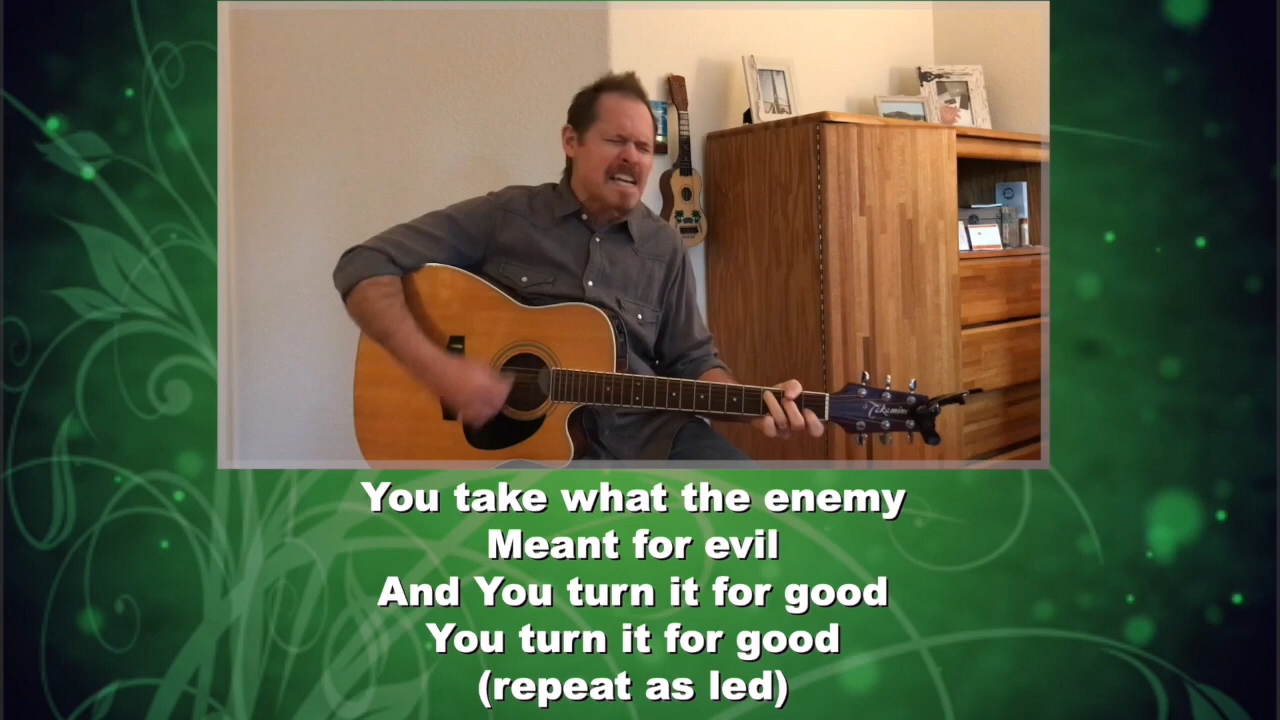 Takamine
You take what the enemy
Meant for evil
And You turn it for good
You turn it for good
(repeat as led)